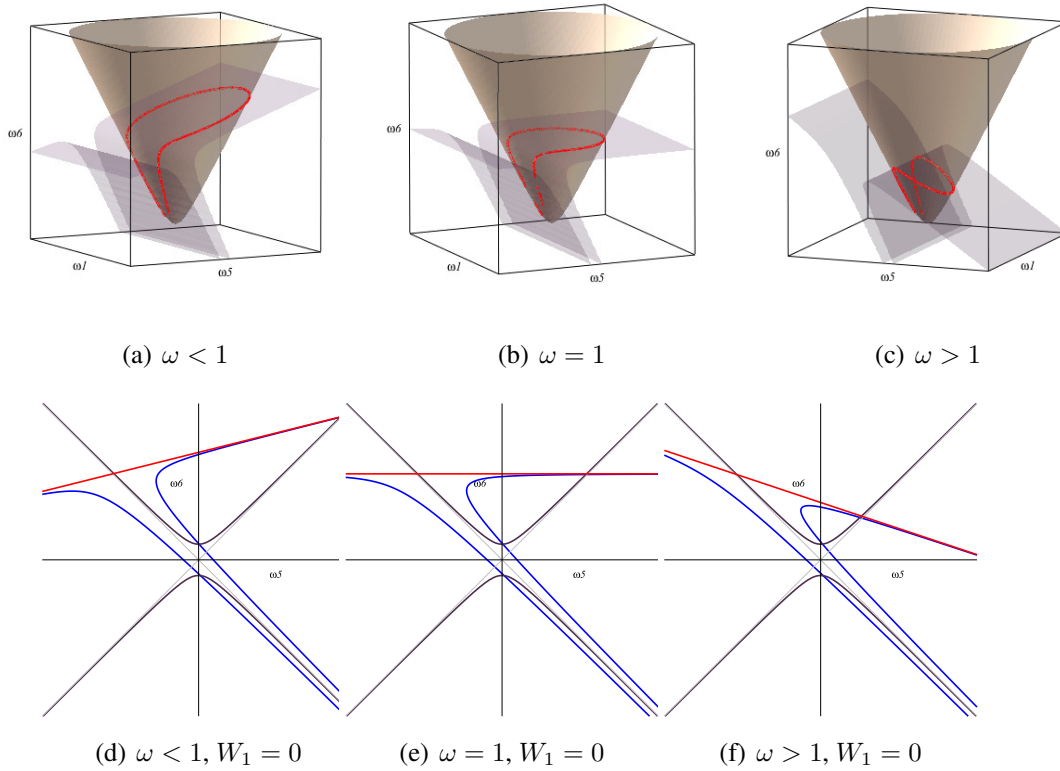 ω6
ω1
ω5
ω6
ω1
ω5
ω6
ω5
ω1
(a) ω < 1
(b) ω = 1
(c) ω > 1
ω6
ω5
ω6
ω5
ω6
ω5
(d) ω < 1, W₁ = 0
(e) ω = 1, W₁ = 0
(f) ω > 1, W₁ = 0